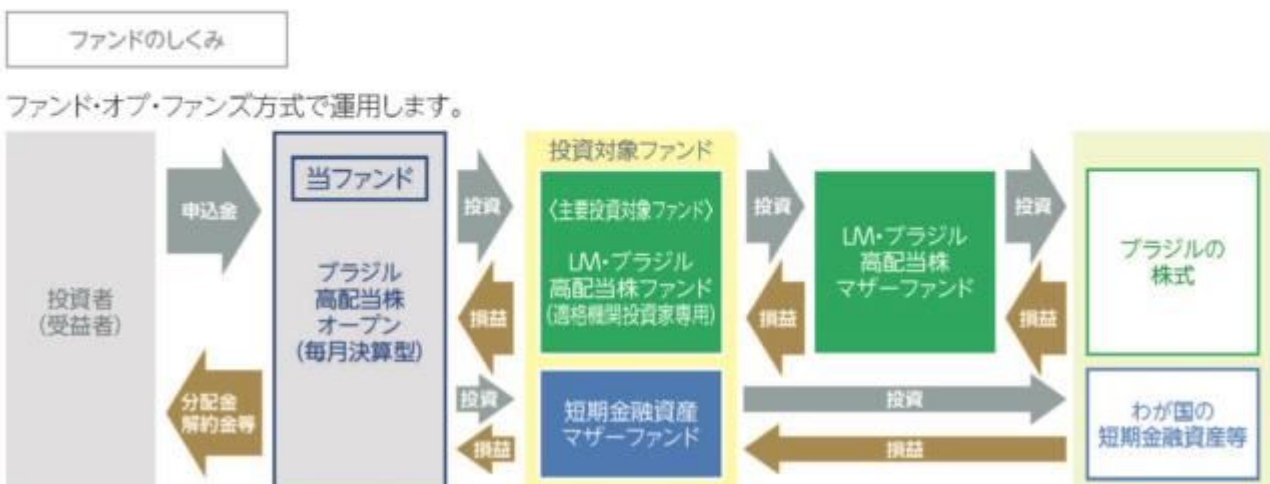 ファンドのしくみ
ファンド・オブ・ファンズ方式で運用します。
投資者
(受益者)
申込金
分配金
解約金等
当ファンド
ブラジル
高配当株
オープン
(毎月決算型)
投資
損益
投資
損益
投資対象ファンド
〈主要投資対象ファンド〉
LM・ブラジル
高配当株ファンド
(適格機関投資家専用)
短期金融資産
マザーファンド
投資
損益
LM・ブラジル
高配当株
マザーファンド
投資
損益
投資
損益
ブラジルの
株式
わが国の
短期金融資産等